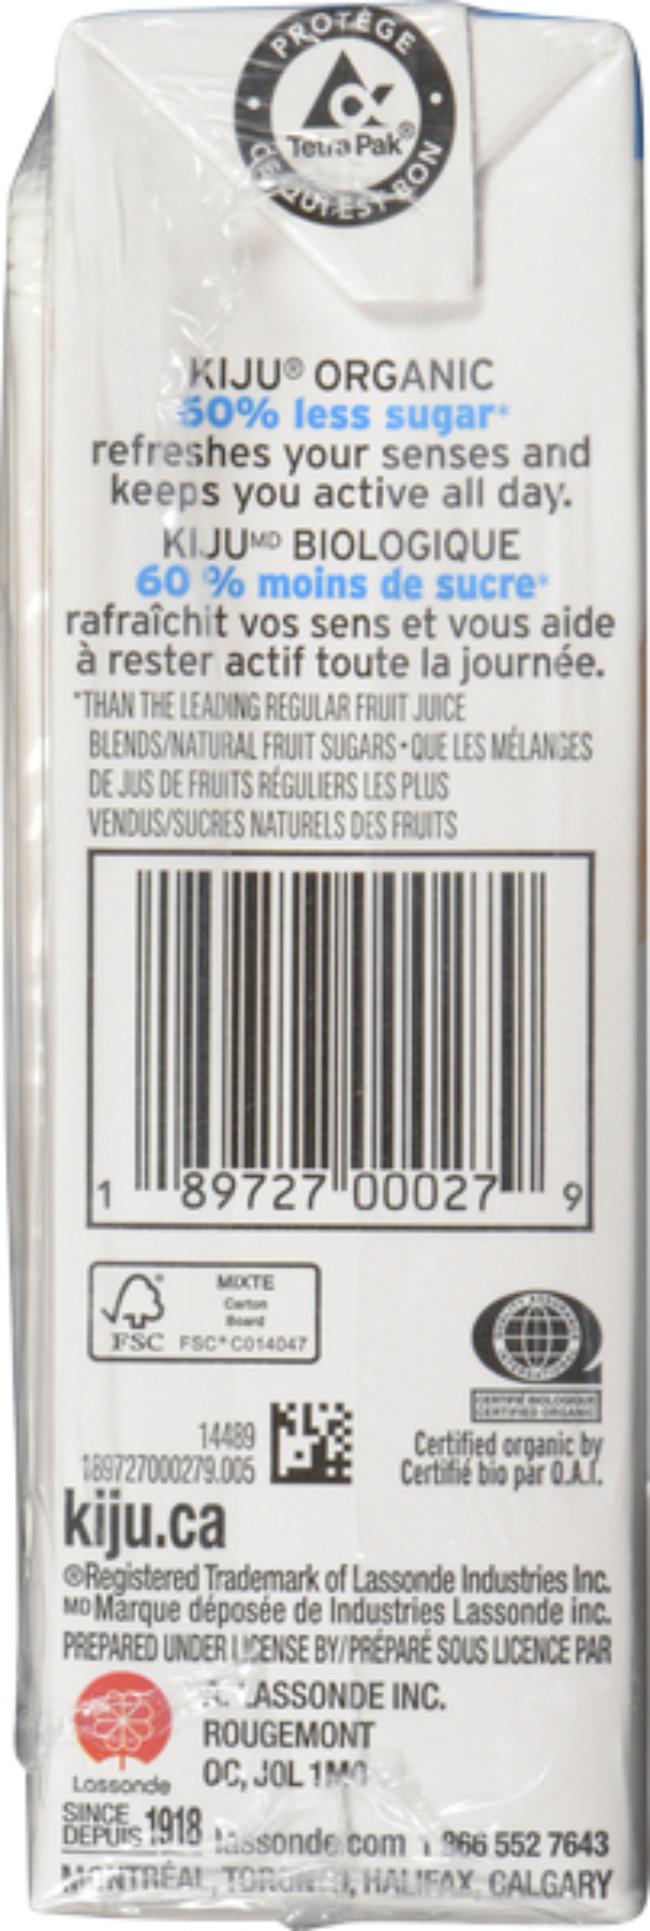 PROTÈGE
Tetra Pak®
CE QUI EST BON
KIJU® ORGANIC
60% less sugar*
refreshes your senses and
keeps you active all day.
KIJUᴹᴰ BIOLOGIQUE
60 % moins de sucre*
rafraîchit vos sens et vous aide
à rester actif toute la journée.
*THAN THE LEADING REGULAR FRUIT JUICE
BLENDS/NATURAL FRUIT SUGARS • QUE LES MÉLANGES
DE JUS DE FRUITS RÉGULIERS LES PLUS
VENDUS/SUCRES NATURELS DES FRUITS
1 89727 00027 9
MIXTE
Carton
Board
FSC FSC® C014047
CERTIFIÉ BIOLOGIQUE
CERTIFIED ORGANIC
14489
189727000279.005
Certified organic by
Certifié bio par Q.A.I.
kiju.ca
®Registered Trademark of Lassonde Industries Inc.
ᴹᴰMarque déposée de Industries Lassonde inc.
PREPARED UNDER LICENSE BY/PRÉPARÉ SOUS LICENCE PAR
A. LASSONDE INC.
ROUGEMONT
QC, J0L 1M0
Lassonde
SINCE
DEPUIS 1918
lassonde.com 1 866 552 7643
MONTRÉAL, TORONTO, HALIFAX, CALGARY